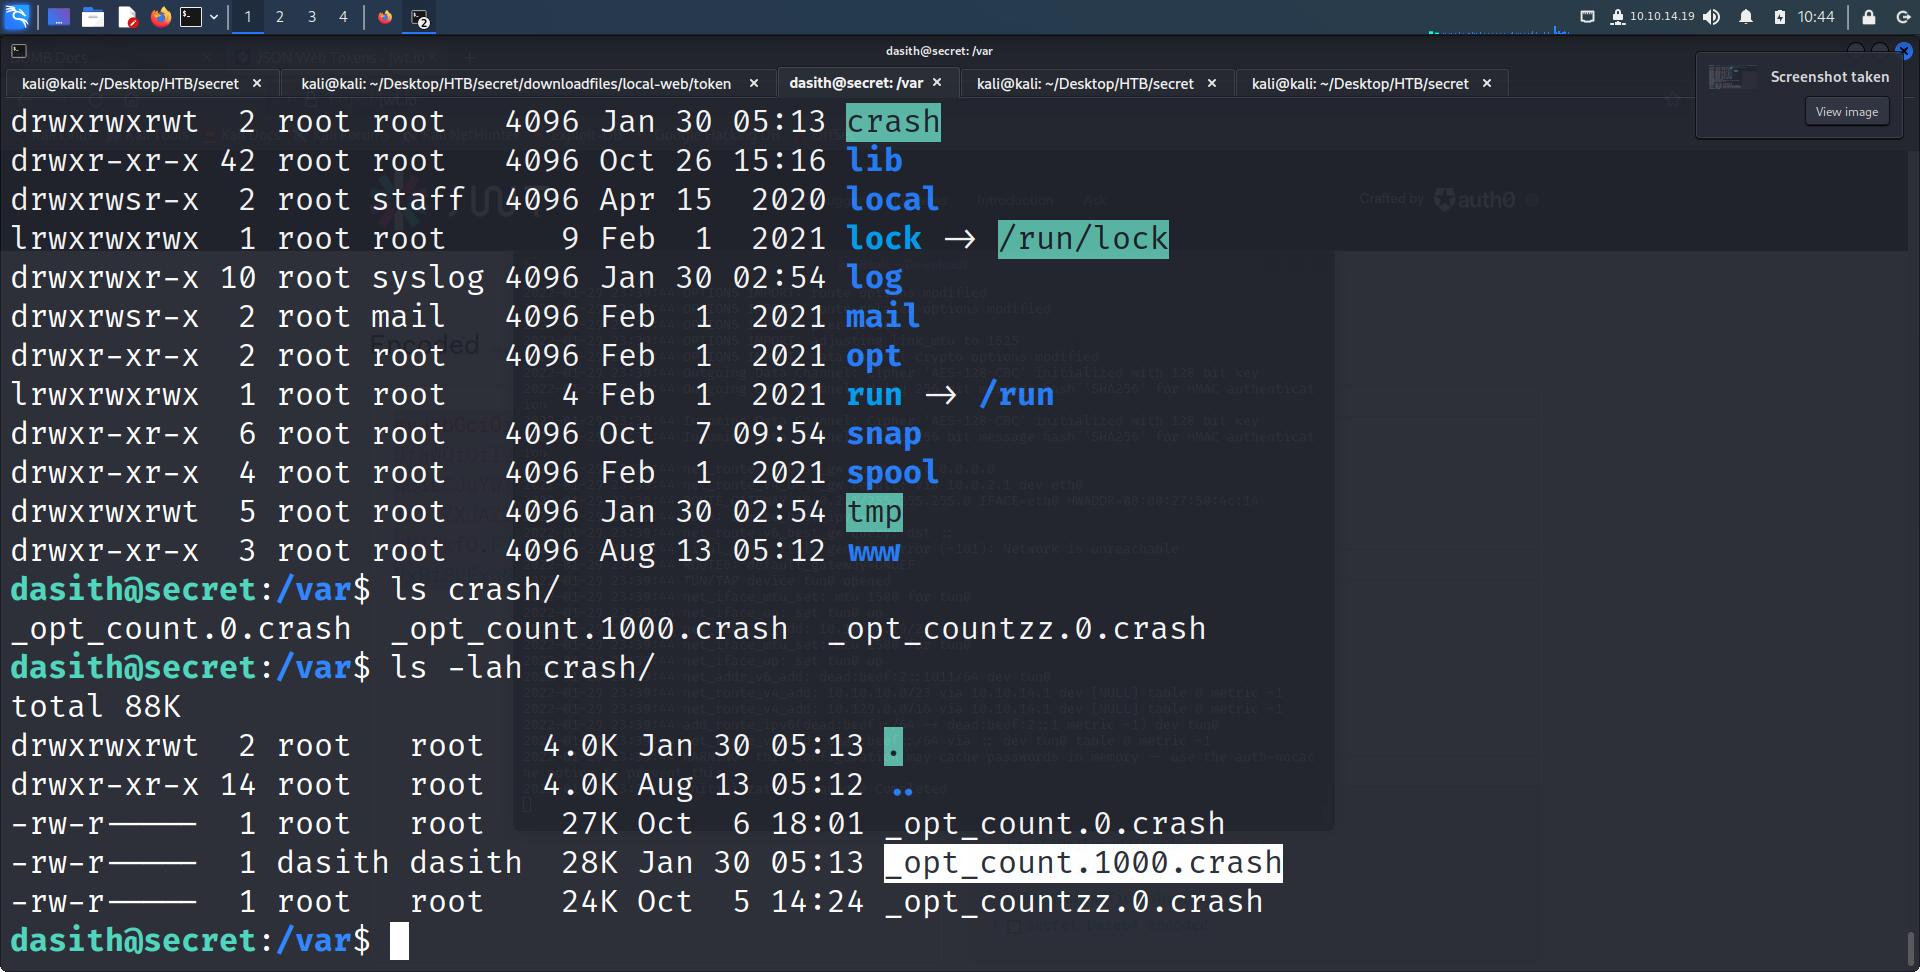 1 2 3 4 2 10.10.14.19 10:44
dasith@secret: /var
kali@kali: ~/Desktop/HTB/secret × kali@kali: ~/Desktop/HTB/secret/downloadfiles/local-web/token × dasith@secret: /var × kali@kali: ~/Desktop/HTB/secret × kali@kali: ~/Desktop/HTB/secret ×
Screenshot taken
View image
drwxrwxrwt 2 root root 4096 Jan 30 05:13 crash
drwxr-xr-x 42 root root 4096 Oct 26 15:16 lib
drwxrwsr-x 2 root staff 4096 Apr 15 2020 local
lrwxrwxrwx 1 root root 9 Feb 1 2021 lock -> /run/lock
drwxrwxr-x 10 root syslog 4096 Jan 30 02:54 log
drwxrwsr-x 2 root mail 4096 Feb 1 2021 mail
drwxr-xr-x 2 root root 4096 Feb 1 2021 opt
lrwxrwxrwx 1 root root 4 Feb 1 2021 run -> /run
drwxr-xr-x 6 root root 4096 Oct 7 09:54 snap
drwxr-xr-x 4 root root 4096 Feb 1 2021 spool
drwxrwxrwt 5 root root 4096 Jan 30 02:54 tmp
drwxr-xr-x 3 root root 4096 Aug 13 05:12 www
dasith@secret:/var$ ls crash/
_opt_count.0.crash _opt_count.1000.crash _opt_countzz.0.crash
dasith@secret:/var$ ls -lah crash/
total 88K
drwxrwxrwt 2 root root 4.0K Jan 30 05:13 .
drwxr-xr-x 14 root root 4.0K Aug 13 05:12 ..
-rw-r----- 1 root root 27K Oct 6 18:01 _opt_count.0.crash
-rw-r----- 1 dasith dasith 28K Jan 30 05:13 _opt_count.1000.crash
-rw-r----- 1 root root 24K Oct 5 14:24 _opt_countzz.0.crash
dasith@secret:/var$